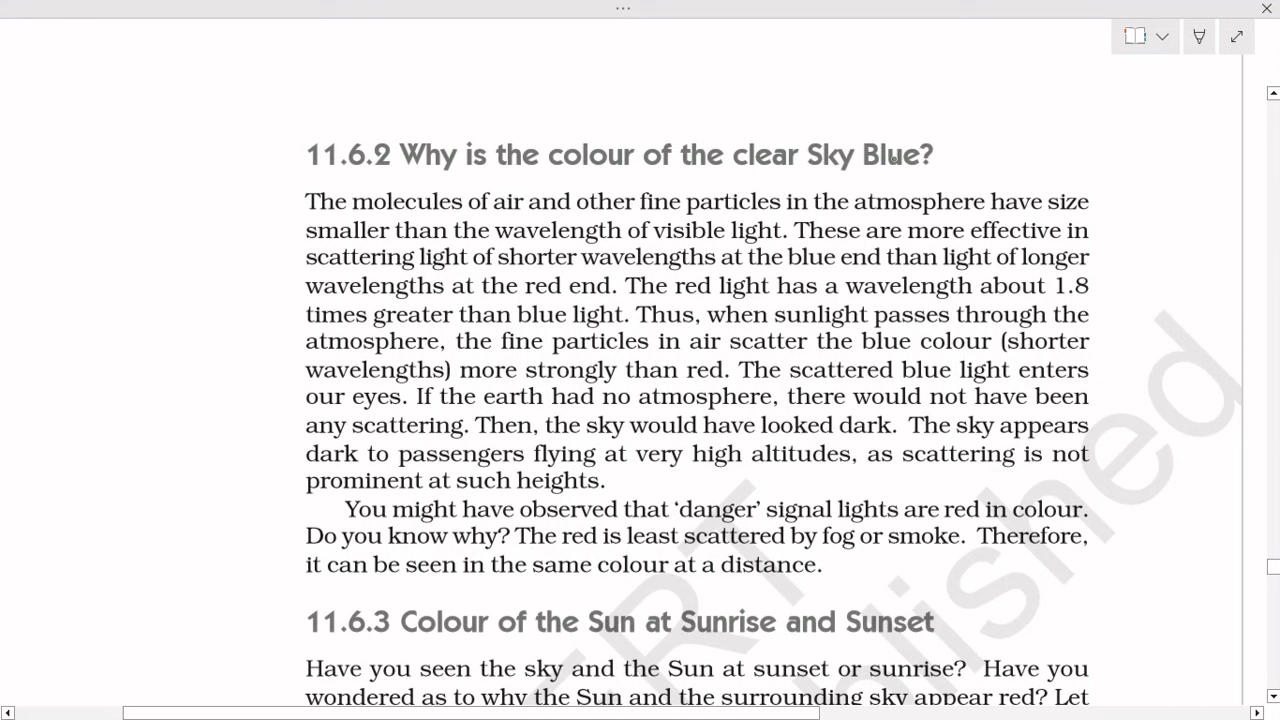 11.6.2 Why is the colour of the clear Sky Blue?
The molecules of air and other fine particles in the atmosphere have size
smaller than the wavelength of visible light. These are more effective in
scattering light of shorter wavelengths at the blue end than light of longer
wavelengths at the red end. The red light has a wavelength about 1.8
times greater than blue light. Thus, when sunlight passes through the
atmosphere, the fine particles in air scatter the blue colour (shorter
wavelengths) more strongly than red. The scattered blue light enters
our eyes. If the earth had no atmosphere, there would not have been
any scattering. Then, the sky would have looked dark. The sky appears
dark to passengers flying at very high altitudes, as scattering is not
prominent at such heights.
You might have observed that ‘danger’ signal lights are red in colour.
Do you know why? The red is least scattered by fog or smoke. Therefore,
it can be seen in the same colour at a distance.
11.6.3 Colour of the Sun at Sunrise and Sunset
Have you seen the sky and the Sun at sunset or sunrise? Have you
wondered as to why the Sun and the surrounding sky appear red? Let